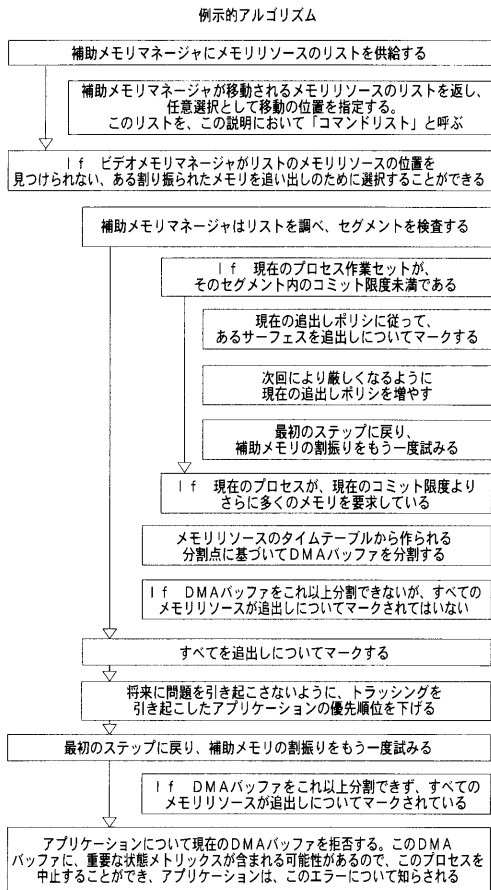 例示的アルゴリズム
補助メモリマネージャにメモリリソースのリストを供給する
補助メモリマネージャが移動されるメモリリソースのリストを返し、
任意選択として移動の位置を指定する。
このリストを、この説明において「コマンドリスト」と呼ぶ
If ビデオメモリマネージャがリストのメモリリソースの位置を
見つけられない、ある割り振られたメモリを追い出しのために選択することができる
補助メモリマネージャはリストを調べ、セグメントを検査する
If 現在のプロセス作業セットが、
そのセグメント内のコミット限度未満である
現在の追出しポリシに従って、
あるサーフェスを追出しについてマークする
次回により厳しくなるように
現在の追出しポリシを増やす
最初のステップに戻り、
補助メモリの割振りをもう一度試みる
If 現在のプロセスが、現在のコミット限度より
さらに多くのメモリを要求している
メモリリソースのタイムテーブルから作られる
分割点に基づいてDMAバッファを分割する
If DMAバッファをこれ以上分割できないが、すべての
メモリリソースが追出しについてマークされてはいない
すべてを追出しについてマークする
将来に問題を引き起こさないように、トラッシングを
引き起こしたアプリケーションの優先順位を下げる
最初のステップに戻り、補助メモリの割振りをもう一度試みる
If DMAバッファをこれ以上分割できず、すべての
メモリリソースが追出しについてマークされている
アプリケーションについて現在のDMAバッファを拒否する。このDMA
バッファに、重要な状態メトリックスが含まれる可能性があるので、このプロセスを
中止することができ、アプリケーションは、このエラーについて知らされる